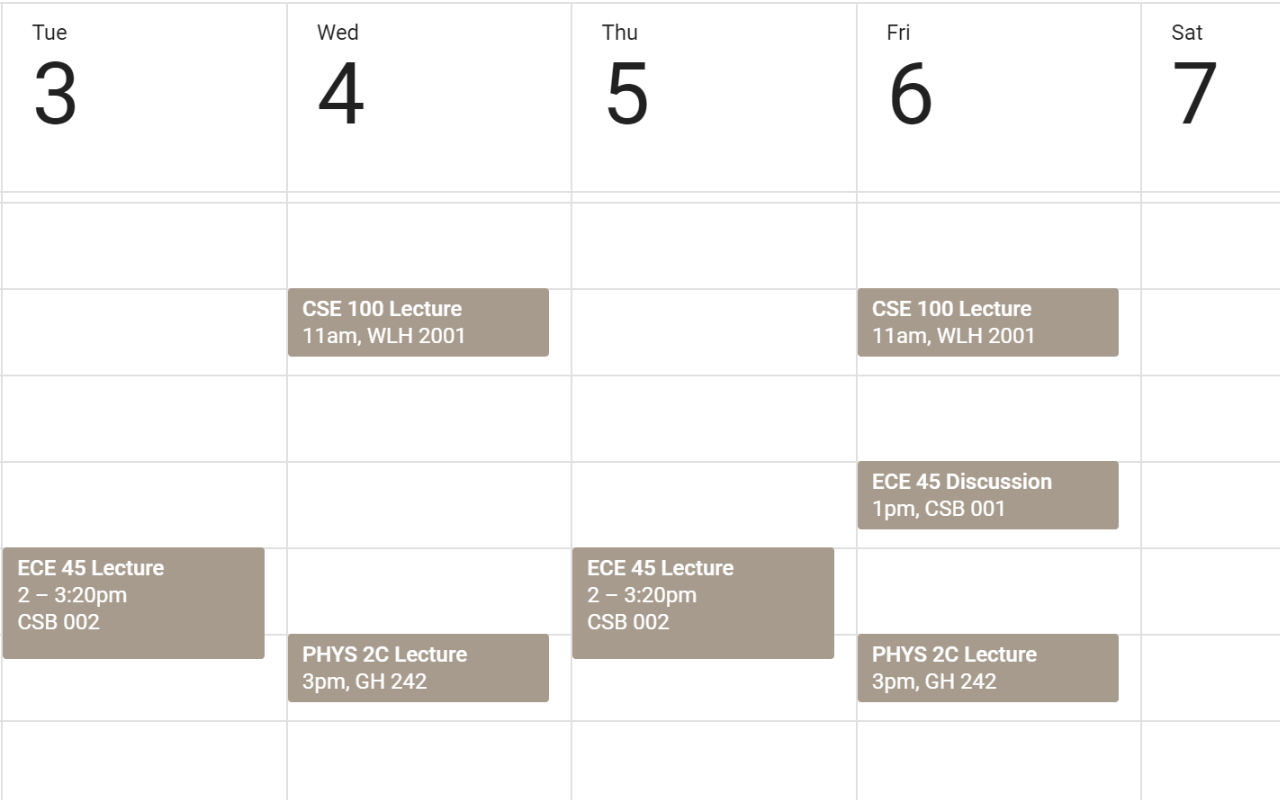 Tue
3
Wed
4
Thu
5
Fri
6
Sat
7
CSE 100 Lecture
11am, WLH 2001
CSE 100 Lecture
11am, WLH 2001
ECE 45 Discussion
1pm, CSB 001
ECE 45 Lecture
2 – 3:20pm
CSB 002
ECE 45 Lecture
2 – 3:20pm
CSB 002
PHYS 2C Lecture
3pm, GH 242
PHYS 2C Lecture
3pm, GH 242